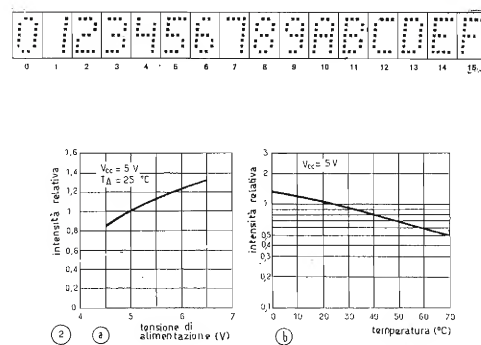 0 1 2 3 4 5 6 7 8 9 A B C D E F
0 1 2 3 4 5 6 7 8 9 10 11 12 13 14 15
intensità relativa
1,6
1,4
1,2
1
0,8
0,6
0,4
0,2
0
Vcc = 5 V
TA = 25 °C
4 5 6 7
tensione di
alimentazione (V)
2 a
intensità relativa
3
2
1
0,5
0,4
0,3
0,2
0,1
Vcc = 5 V
0 10 20 30 40 50 60 70
temperatura (°C)
b